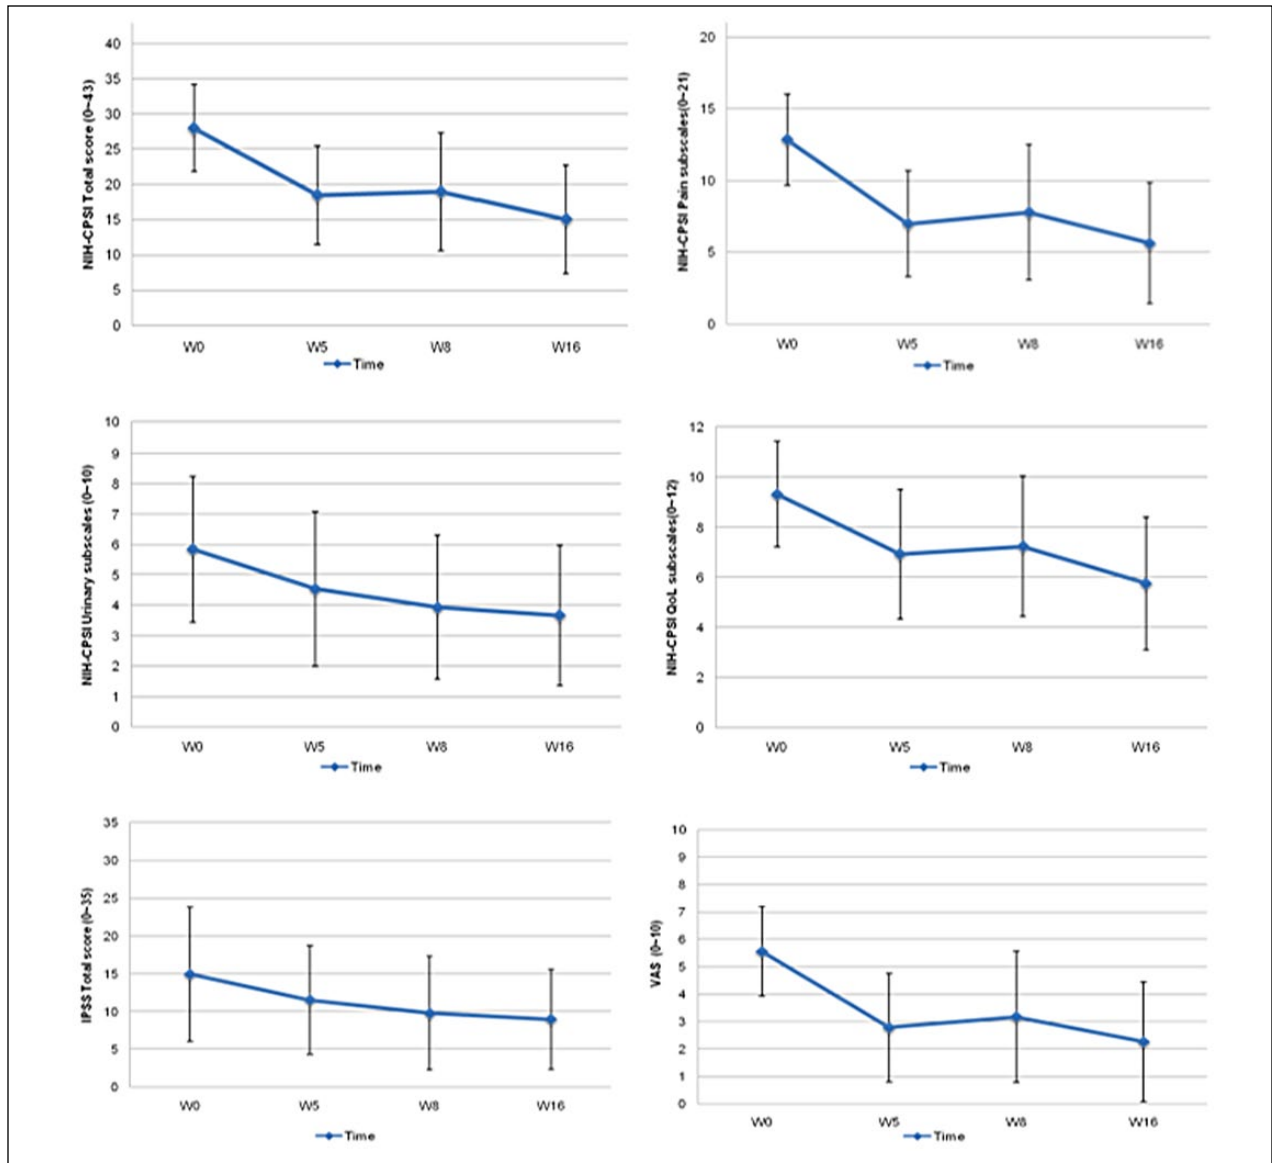 NIH-CPSI Total score (0~43)
40
35
30
25
20
15
10
5
0
W0 W5 W8 W16
Time
NIH-CPSI Pain subscales(0~21)
20
15
10
5
0
W0 W5 W8 W16
Time
NIH-CPSI Urinary subscales (0~10)
10
9
8
7
6
5
4
3
2
1
0
W0 W5 W8 W16
Time
NIH-CPSI QoL subscales(0~12)
12
10
8
6
4
2
0
W0 W5 W8 W16
Time
IPSS Total score (0~35)
35
30
25
20
15
10
5
0
W0 W5 W8 W16
Time
VAS (0~10)
10
9
8
7
6
5
4
3
2
1
0
W0 W5 W8 W16
Time